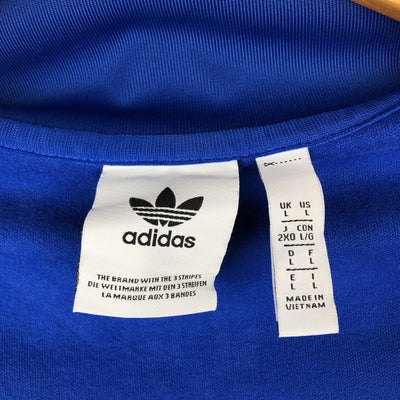 adidas
THE BRAND WITH THE 3 STRIPES
DIE WELTMARKE MIT DEN 3 STREIFEN
LA MARQUE AUX 3 BANDES
UK US
L L
J CON
2XO L/G
D F
L L
E I
L L
MADE IN
VIETNAM